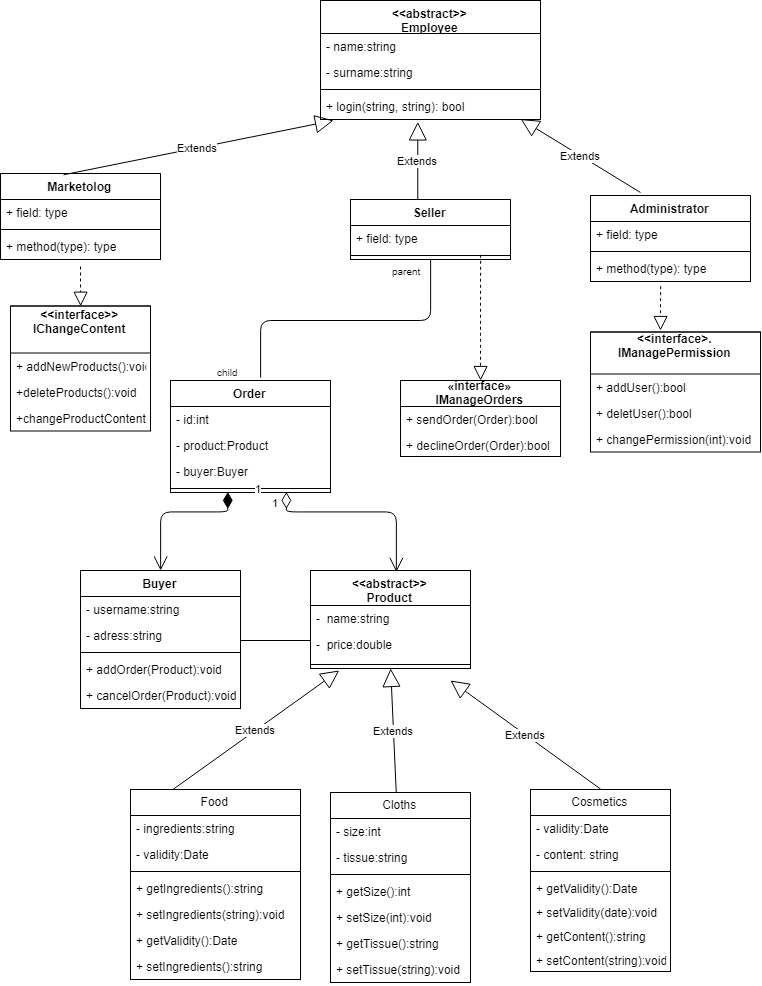 <<abstract>>
Employee
- name:string
- surname:string
+ login(string, string): bool
Extends
Extends
Extends
Marketolog
+ field: type
+ method(type): type
Seller
+ field: type
Administrator
+ field: type
+ method(type): type
parent
<<interface>>
IChangeContent
+ addNewProducts():voi
+deleteProducts():void
+changeProductContent
<<interface>.
IManagePermission
+ addUser():bool
+ deletUser():bool
+ changePermission(int):void
child
Order
- id:int
- product:Product
- buyer:Buyer
«interface»
IManageOrders
+ sendOrder(Order):bool
+ declineOrder(Order):bool
1
1
Buyer
- username:string
- adress:string
+ addOrder(Product):void
+ cancelOrder(Product):void
<<abstract>>
Product
- name:string
- price:double
Extends
Extends
Extends
Food
- ingredients:string
- validity:Date
+ getIngredients():string
+ setIngredients(string):void
+ getValidity():Date
+ setIngredients():string
Cloths
- size:int
- tissue:string
+ getSize():int
+ setSize(int):void
+ getTissue():string
+ setTissue(string):void
Cosmetics
- validity:Date
- content: string
+ getValidity():Date
+ setValidity(date):void
+ getContent():string
+ setContent(string):void